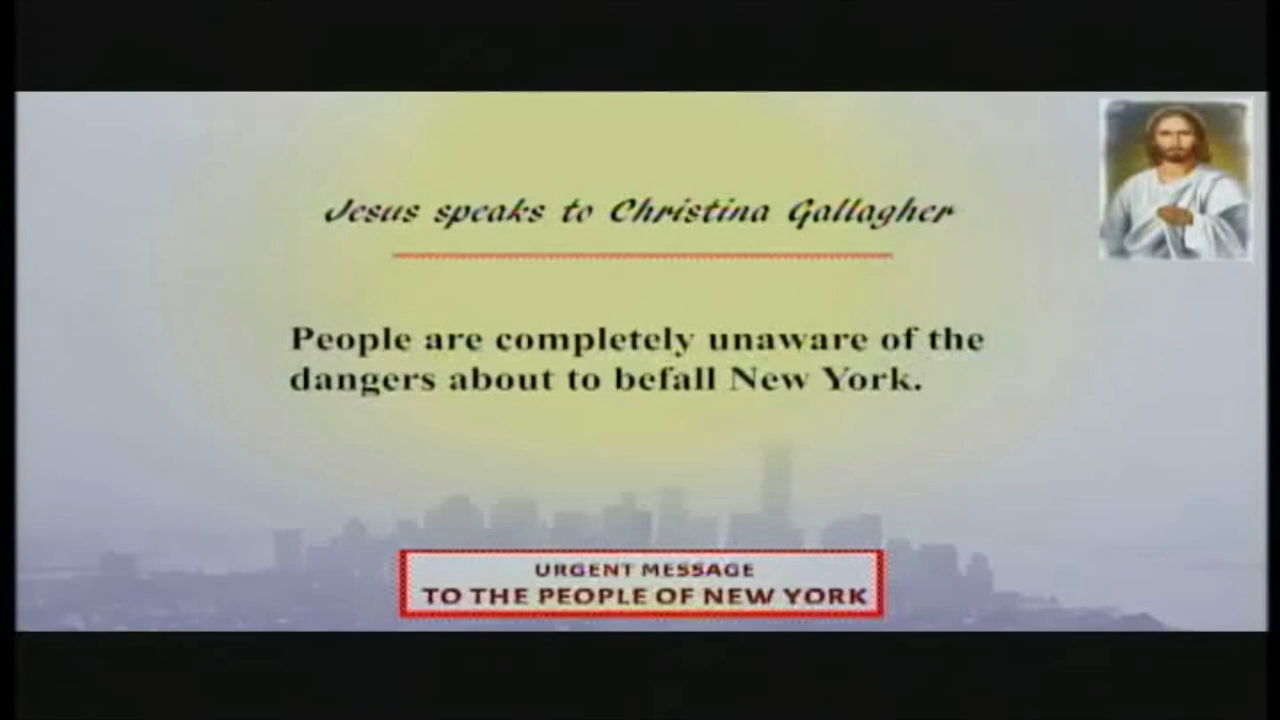 Jesus speaks to Christina Gallagher
People are completely unaware of the
dangers about to befall New York.
URGENT MESSAGE
TO THE PEOPLE OF NEW YORK